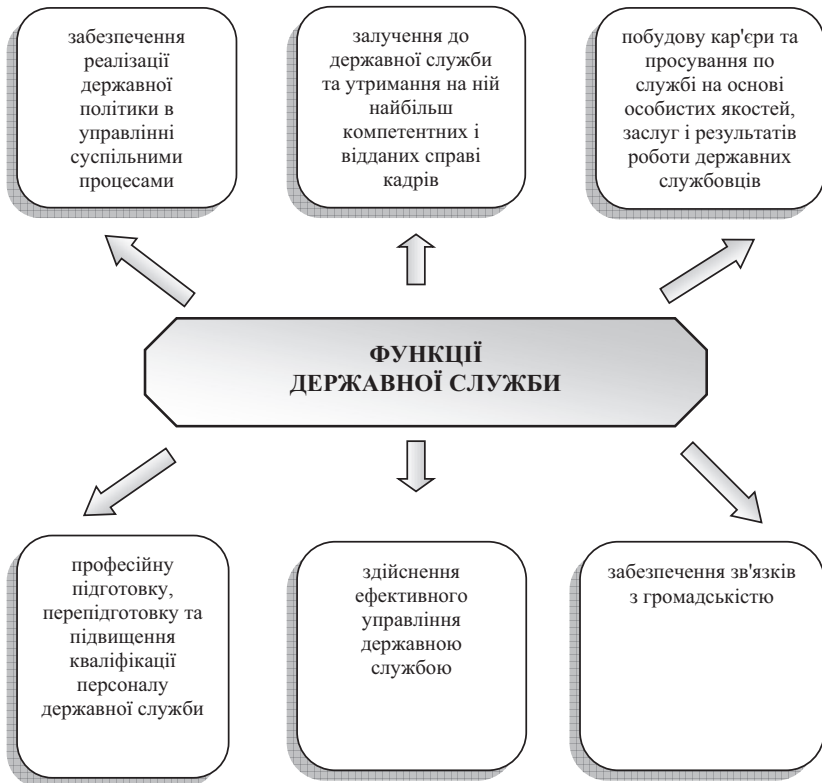 забезпечення
реалізації
державної
політики в
управлінні
суспільними
процесами
залучення до
державної служби
та утримання на ній
найбільш
компетентних і
відданих справі
кадрів
побудову кар'єри та
просування по
службі на основі
особистих якостей,
заслуг і результатів
роботи державних
службовців
ФУНКЦІЇ
ДЕРЖАВНОЇ СЛУЖБИ
професійну
підготовку,
перепідготовку та
підвищення
кваліфікації
персоналу
державної служби
здійснення
ефективного
управління
державною
службою
забезпечення зв'язків
з громадськістю